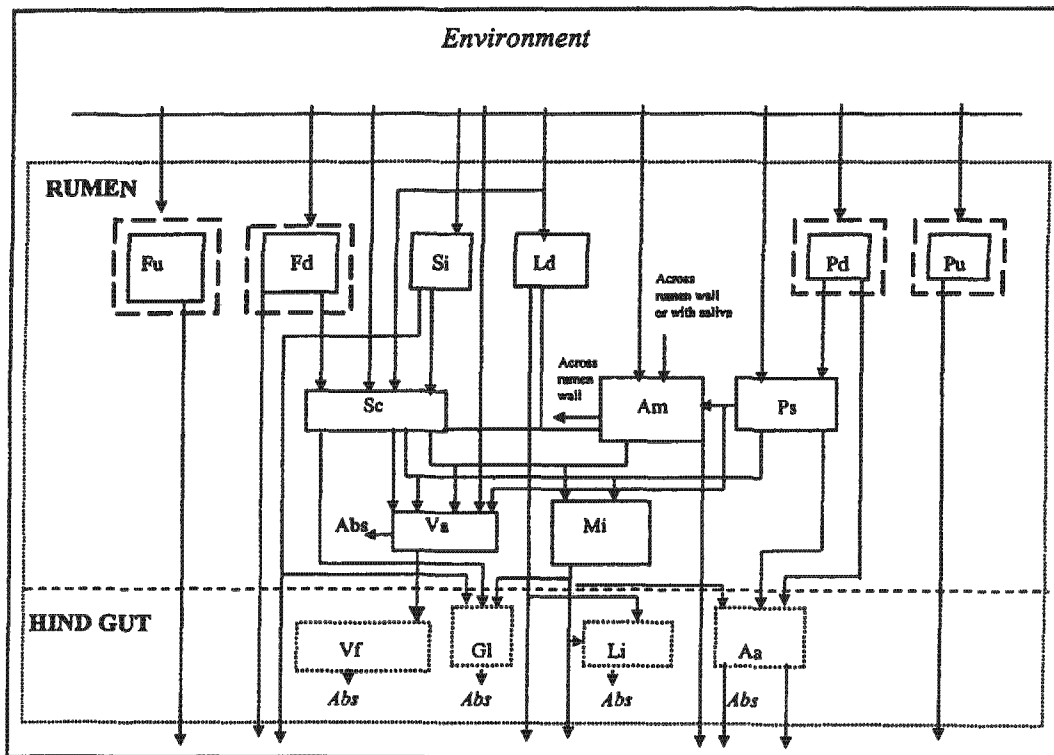 Environment
RUMEN
Fu
Fd
Si
Ld
Pd
Pu
Across
rumen wall
or with saliva
Across
rumen
wall
Sc
Am
Ps
Abs
Va
Mi
HIND GUT
Vf
Gl
Li
Aa
Abs
Abs
Abs
Abs